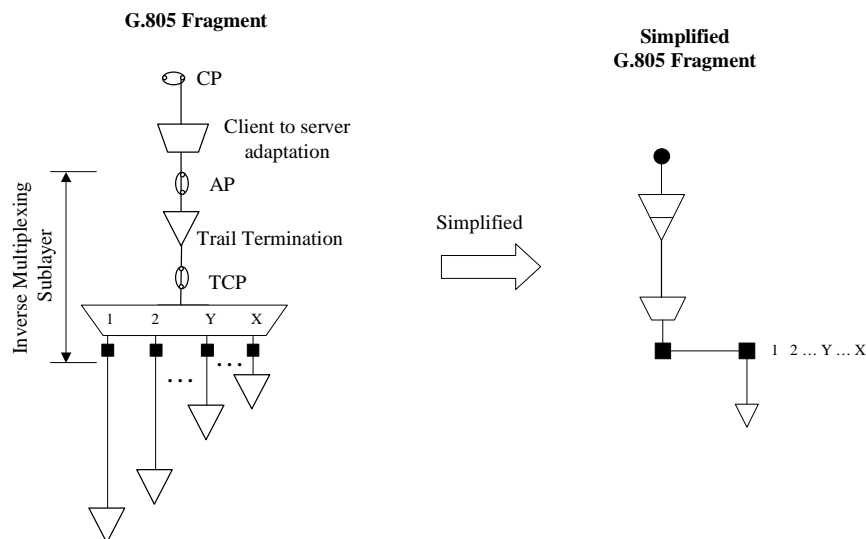 G.805 Fragment
CP
Client to server
adaptation
AP
Trail Termination
TCP
1 2 Y X
... ...
Inverse Multiplexing
Sublayer
Simplified
Simplified
G.805 Fragment
1 2 ... Y ... X